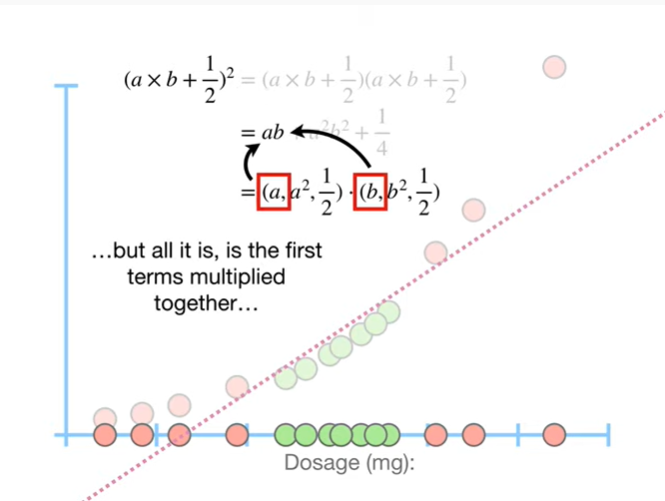 (a × b + 1/2)² = (a × b + 1/2)(a × b + 1/2)
= ab a²b² + 1/4
= (a, a², 1/2) · (b, b², 1/2)
...but all it is, is the first
terms multiplied
together...
Dosage (mg):